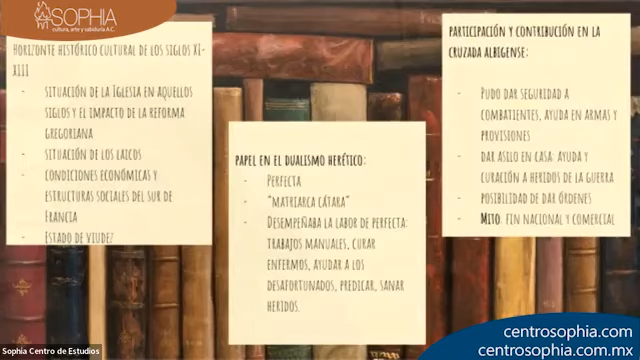 SOPHIA
cultura, arte y sabiduría A.C.
Horizonte histórico cultural de los siglos XI-
XIII
- situación de la Iglesia en aquellos
siglos y el impacto de la reforma
gregoriana
- situación de los laicos
- condiciones económicas y
estructuras sociales del sur de
Francia
- Estado de viudez
papel en el dualismo herético:
- Perfecta
- "matriarca cátara"
- Desempeñaba la labor de perfecta:
trabajos manuales, curar
enfermos, ayudar a los
desafortunados, predicar, sanar
heridos.
participación y contribución en la
cruzada albigense:
- Pudo dar seguridad a
combatientes, ayuda en armas y
provisiones
- dar asilo en casa: ayuda y
curación a heridos de la guerra
- posibilidad de dar órdenes
- Mito: fin nacional y comercial
Sophia Centro de Estudios
centrosophia.com
centrosophia.com.mx